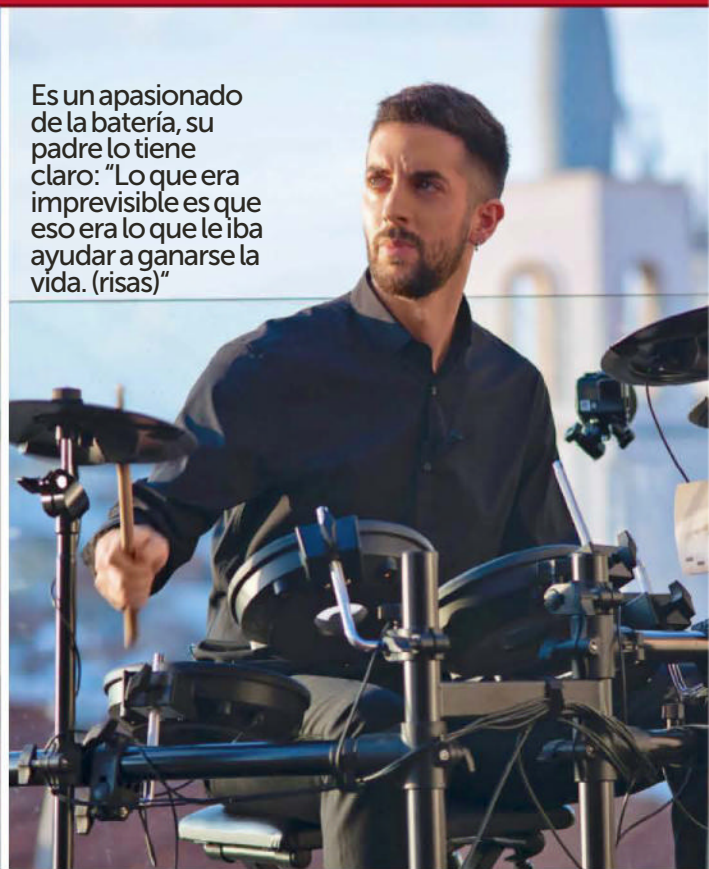 Es un apasionado
de la batería, su
padre lo tiene
claro: “Lo que era
imprevisible es que
eso era lo que le iba
ayudar a ganarse la
vida. (risas)“